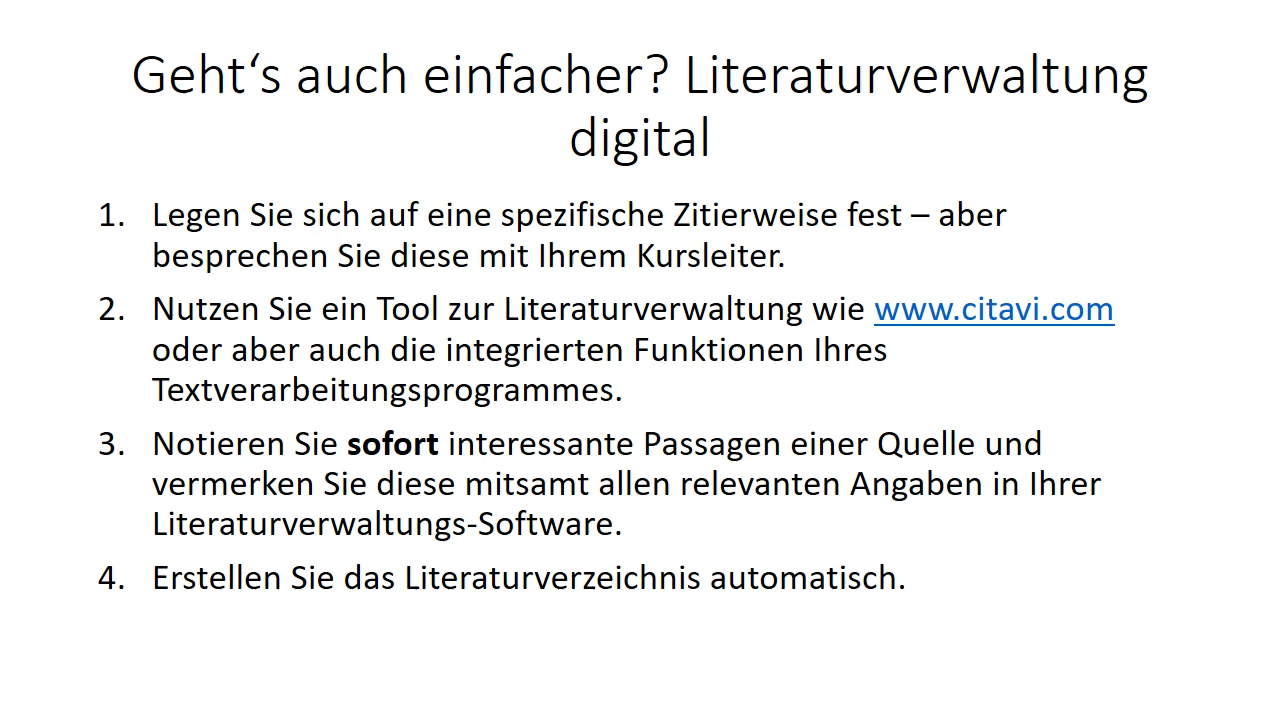 Geht‘s auch einfacher? Literaturverwaltung
digital
1. Legen Sie sich auf eine spezifische Zitierweise fest – aber
besprechen Sie diese mit Ihrem Kursleiter.
2. Nutzen Sie ein Tool zur Literaturverwaltung wie www.citavi.com
oder aber auch die integrierten Funktionen Ihres
Textverarbeitungsprogrammes.
3. Notieren Sie sofort interessante Passagen einer Quelle und
vermerken Sie diese mitsamt allen relevanten Angaben in Ihrer
Literaturverwaltungs-Software.
4. Erstellen Sie das Literaturverzeichnis automatisch.